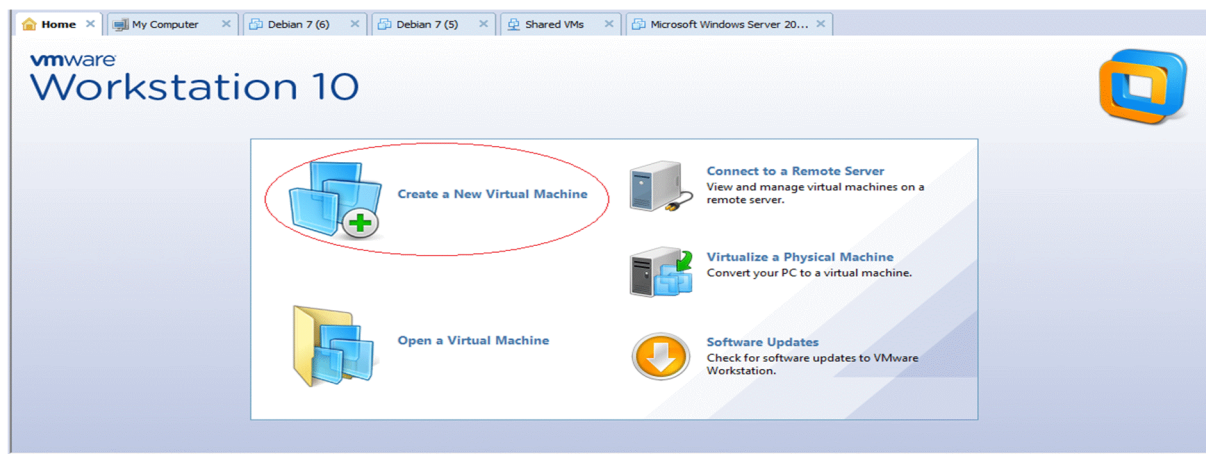 Home
My Computer
Debian 7 (6)
Debian 7 (5)
Shared VMs
Microsoft Windows Server 20...
vmware
Workstation 10
Create a New Virtual Machine
Open a Virtual Machine
Connect to a Remote Server
View and manage virtual machines on a
remote server.
Virtualize a Physical Machine
Convert your PC to a virtual machine.
Software Updates
Check for software updates to VMware
Workstation.